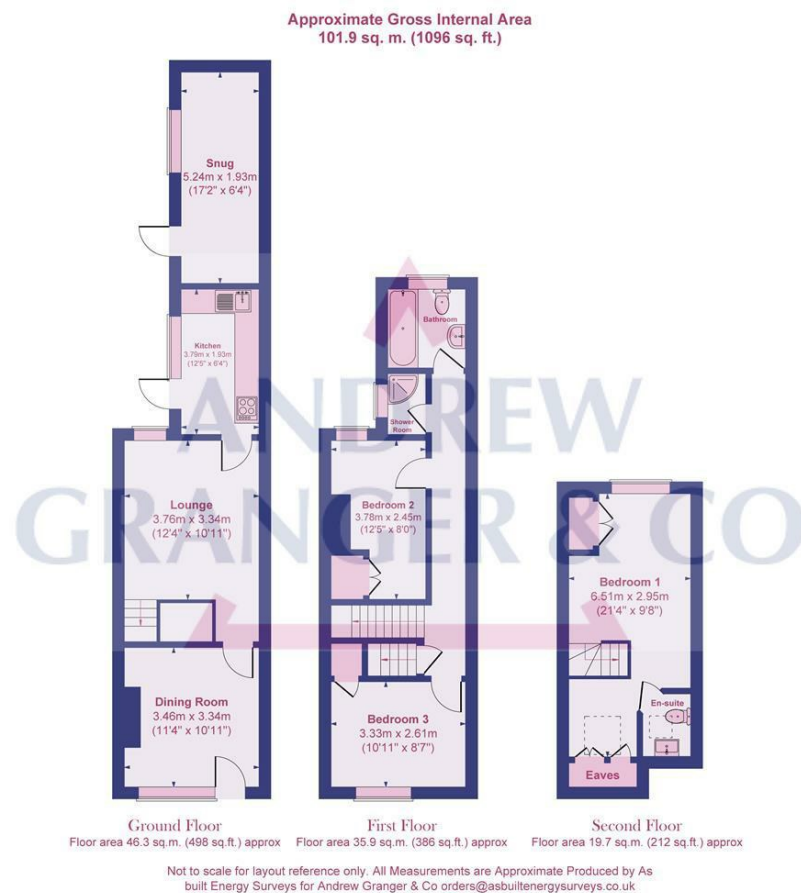 Approximate Gross Internal Area
101.9 sq. m. (1096 sq. ft.)
Snug
5.24m x 1.93m
(17'2" x 6'4")
Kitchen
3.79m x 1.93m
(12'5" x 6'4")
Bathroom
Shower
Room
ANDREW
GRANGER & CO
Lounge
3.76m x 3.34m
(12'4" x 10'11")
Bedroom 2
3.78m x 2.45m
(12'5" x 8'0")
Bedroom 1
6.51m x 2.95m
(21'4" x 9'8")
Dining Room
3.46m x 3.34m
(11'4" x 10'11")
Bedroom 3
3.33m x 2.61m
(10'11" x 8'7")
En-suite
Eaves
Ground Floor
Floor area 46.3 sq.m. (498 sq.ft.) approx
First Floor
Floor area 35.9 sq.m. (386 sq.ft.) approx
Second Floor
Floor area 19.7 sq.m. (212 sq.ft.) approx
Not to scale for layout reference only. All Measurements are Approximate Produced by As
built Energy Surveys for Andrew Granger & Co orders@asbuiltenergysurveys.co.uk